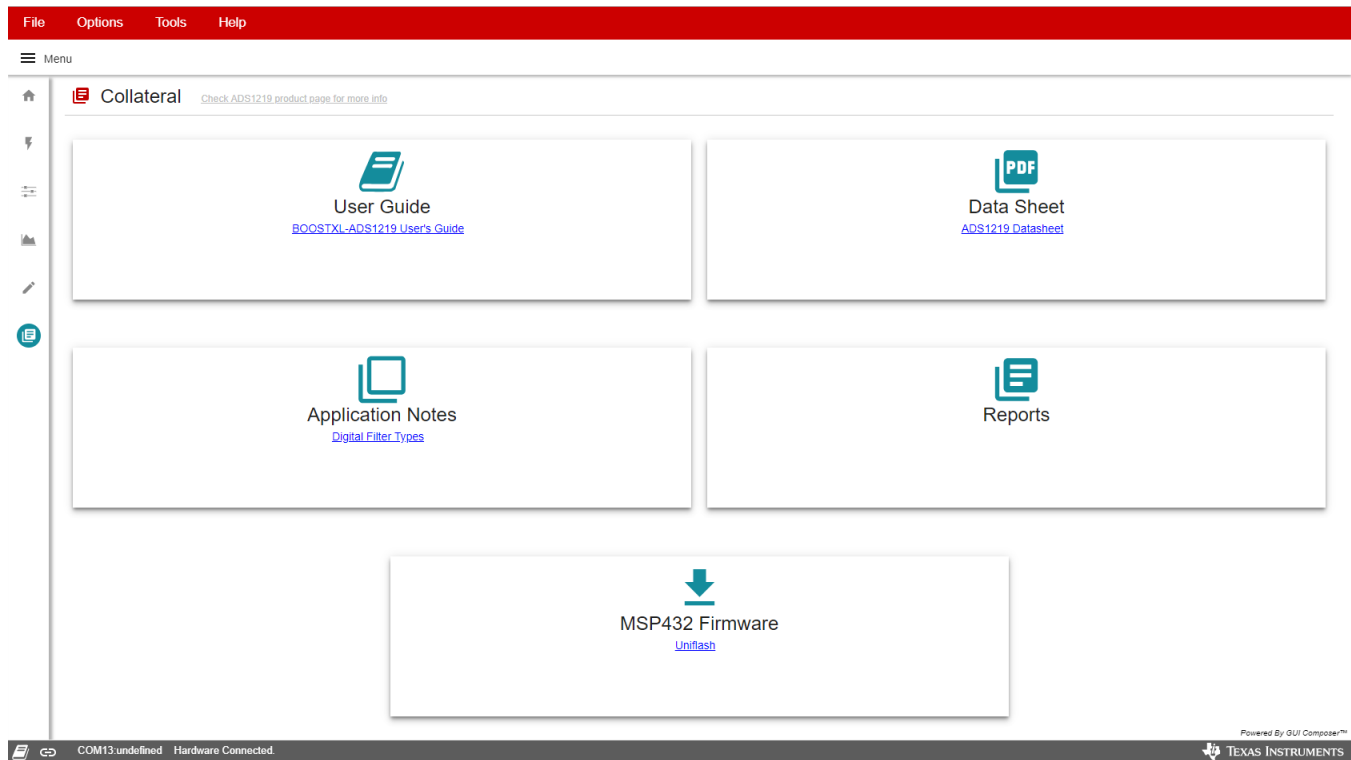 File Options Tools Help
Menu
Collateral Check ADS1219 product page for more info
User Guide
BOOSTXL-ADS1219 User's Guide
PDF
Data Sheet
ADS1219 Datasheet
Application Notes
Digital Filter Types
Reports
MSP432 Firmware
Uniflash
Powered By GUI Composer™
COM13:undefined Hardware Connected.
TEXAS INSTRUMENTS